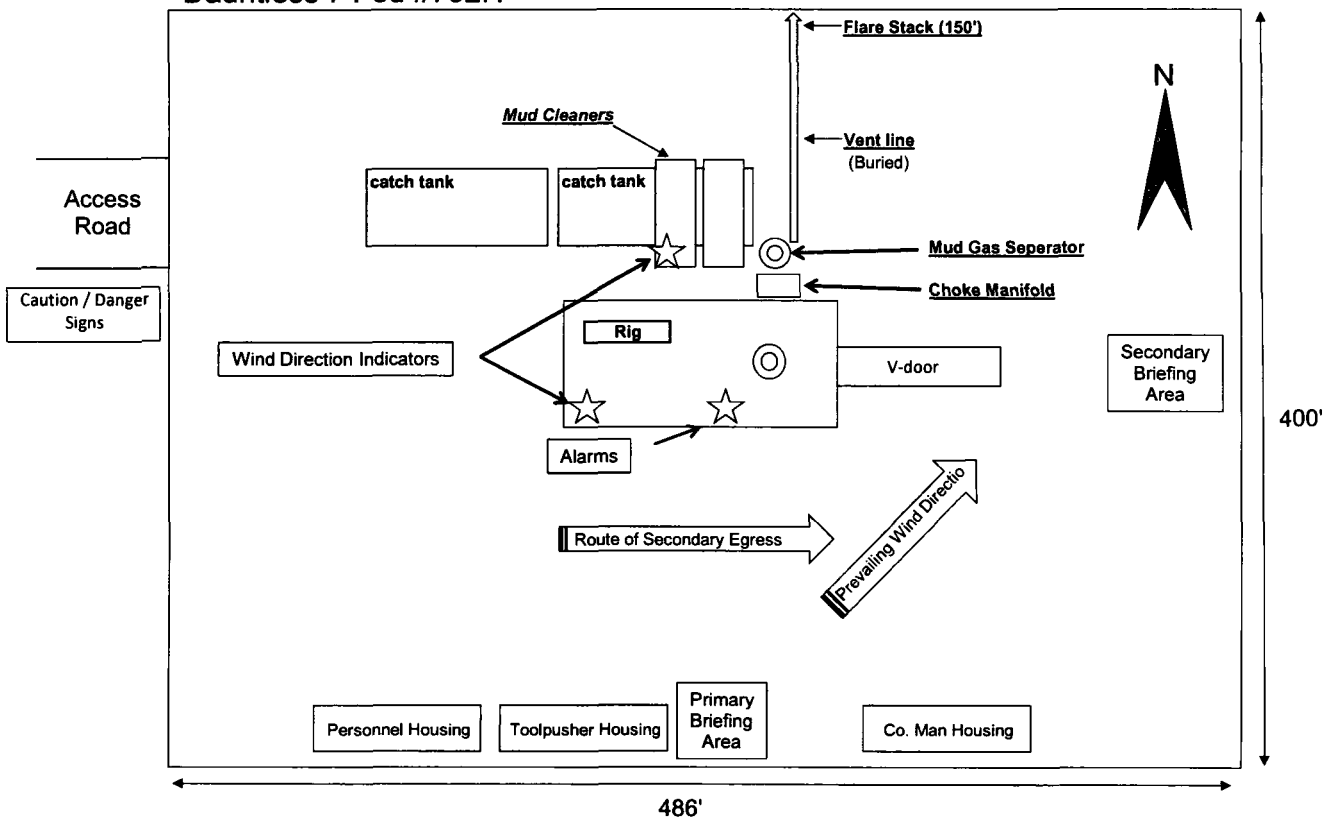 Flare Stack (150')
N
Mud Cleaners
Vent line
(Buried)
catch tank
catch tank
Access
Road
Mud Gas Seperator
Choke Manifold
Caution / Danger
Signs
Rig
Wind Direction Indicators
V-door
Secondary
Briefing
Area
400'
Alarms
Route of Secondary Egress
Prevailing Wind Directio
Personnel Housing
Toolpusher Housing
Primary
Briefing
Area
Co. Man Housing
486'